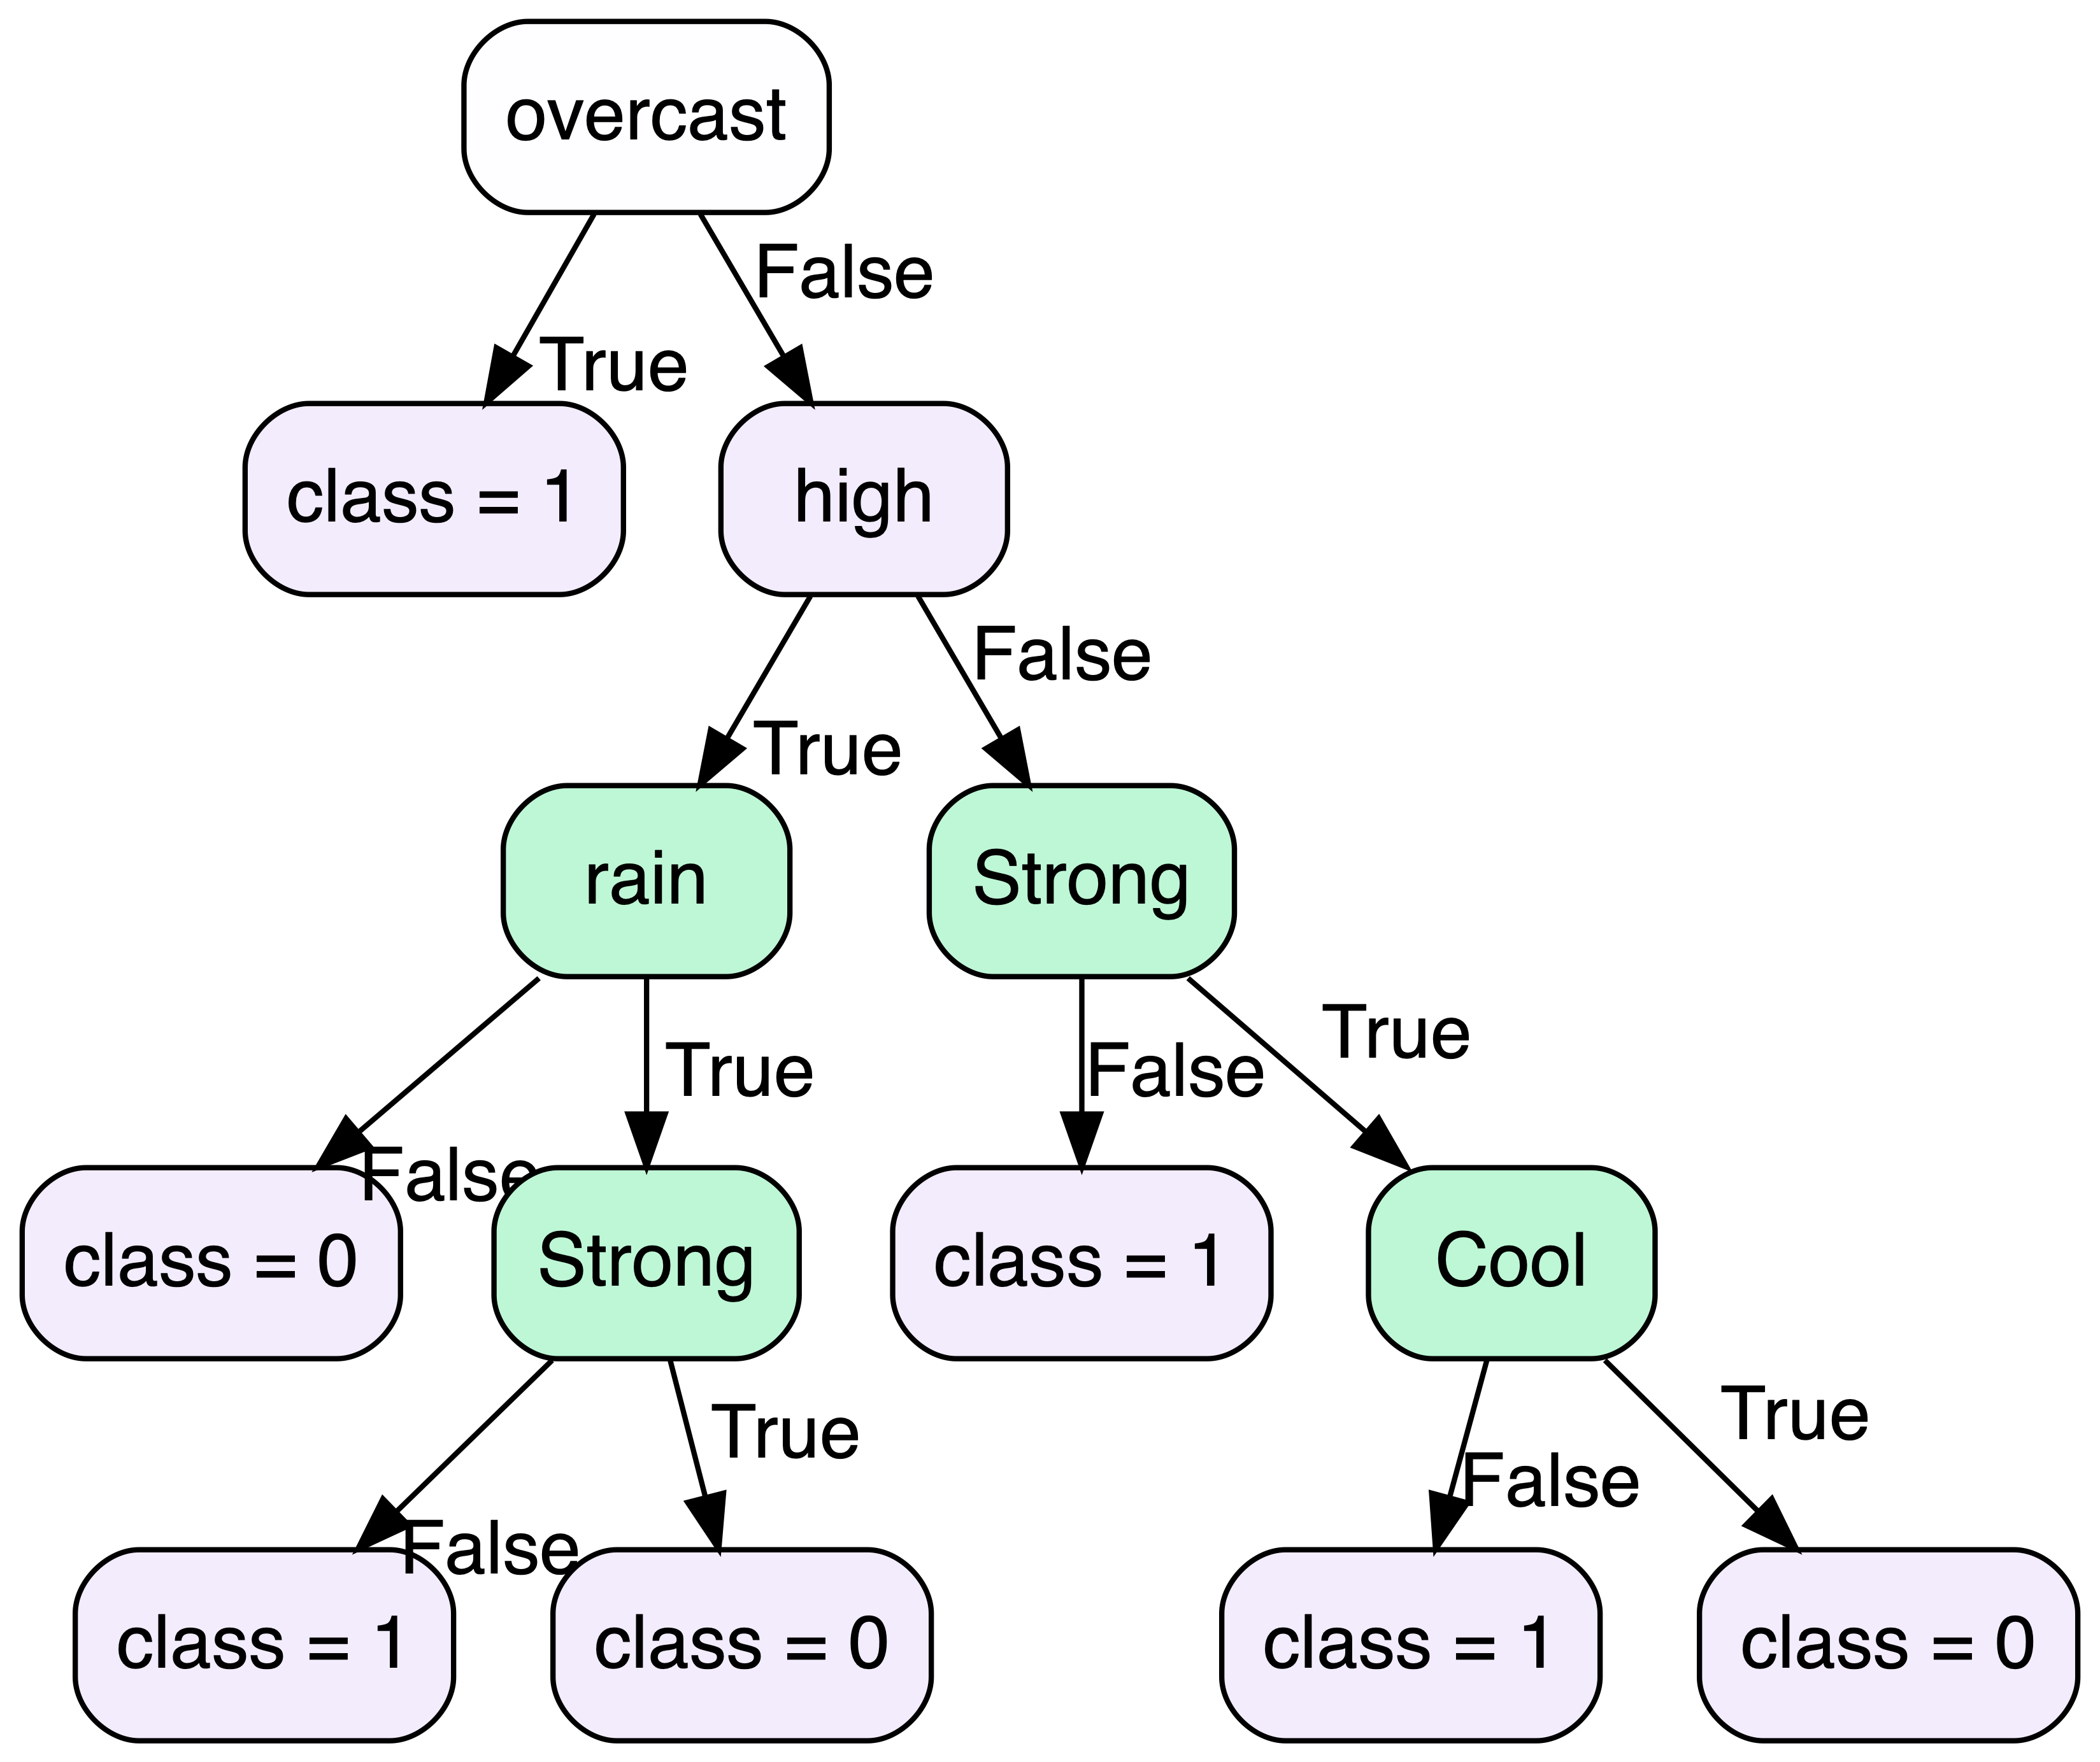 overcast
False
True
class = 1
high
False
True
rain
Strong
True
True
False
False
class = 0
Strong
class = 1
Cool
True
True
False
False
class = 1
class = 0
class = 1
class = 0